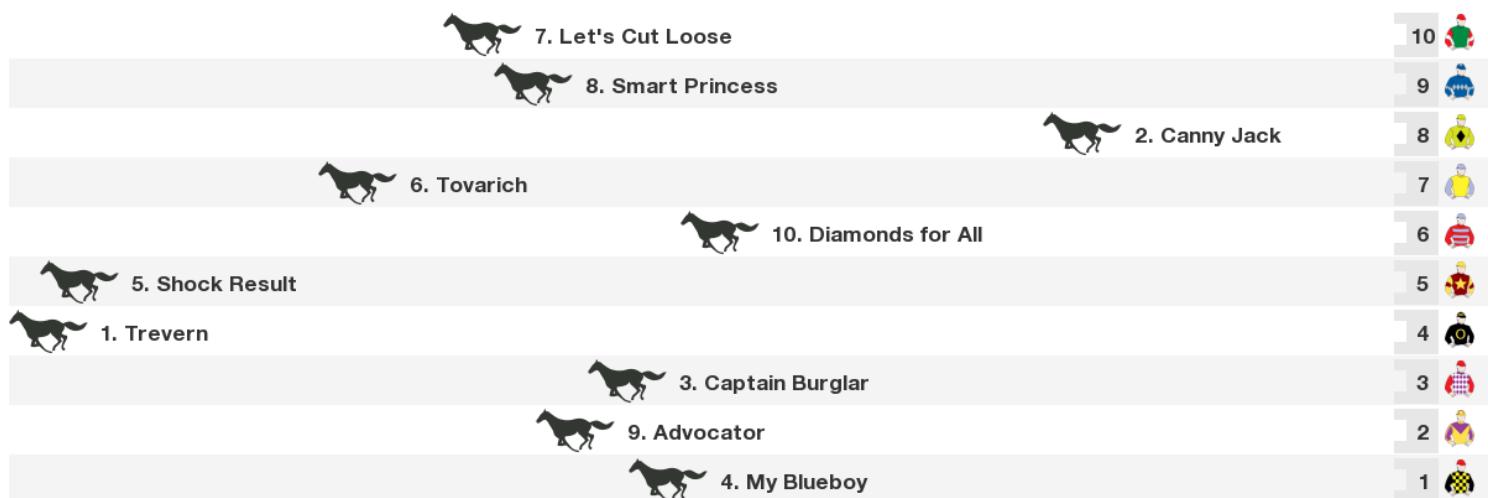 7. Let's Cut Loose 10
8. Smart Princess 9
2. Canny Jack 8
6. Tovarich 7
10. Diamonds for All 6
5. Shock Result 5
1. Trevern 4
3. Captain Burglar 3
9. Advocator 2
4. My Blueboy 1